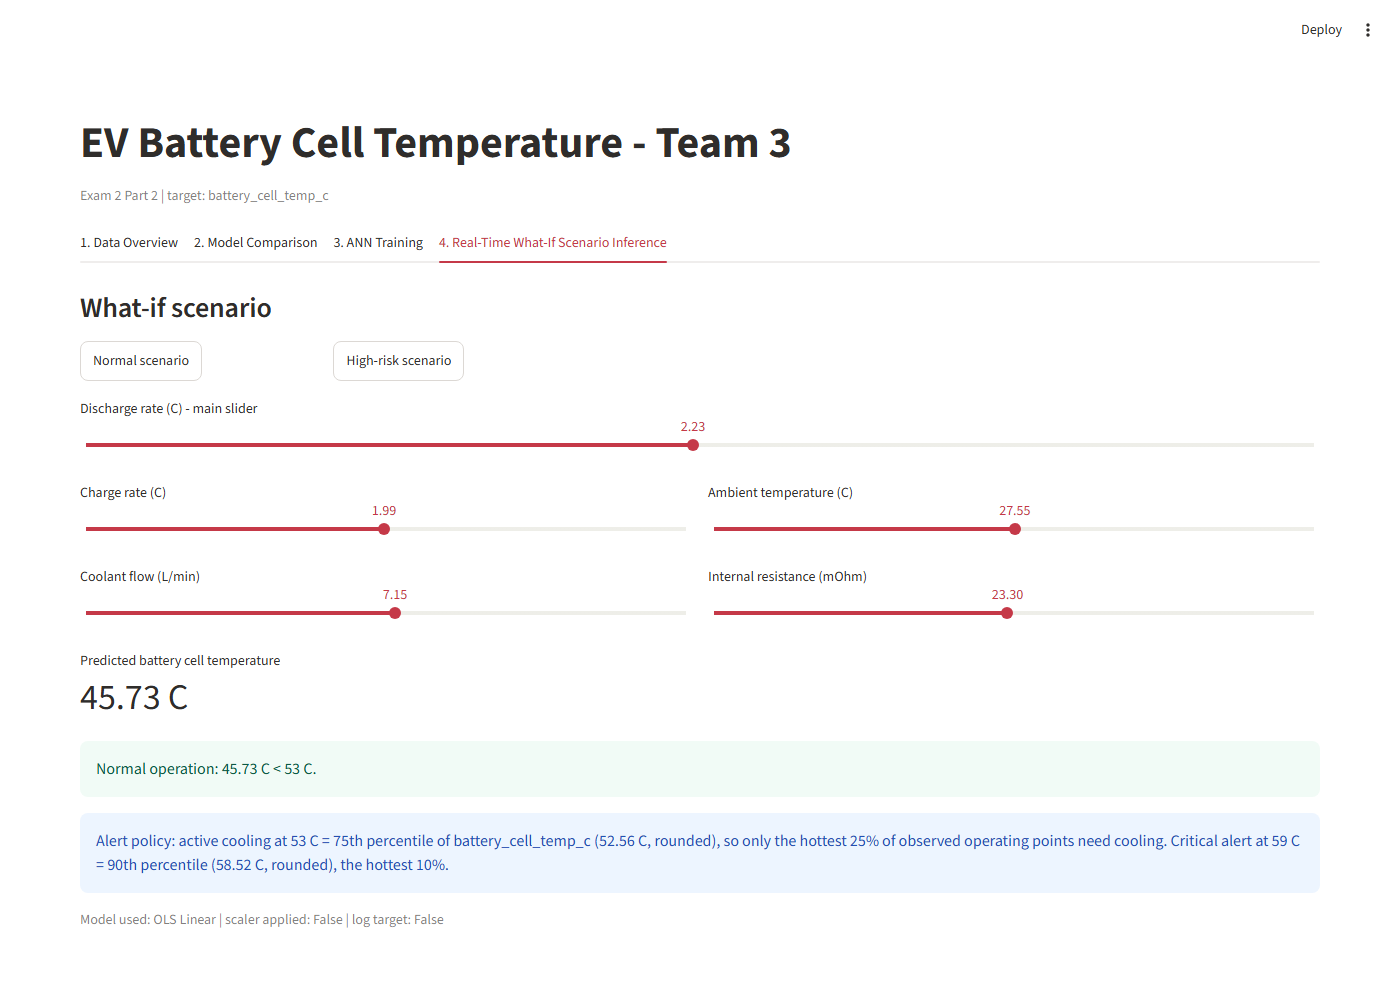 Deploy
EV Battery Cell Temperature - Team 3
Exam 2 Part 2 | target: battery_cell_temp_c
1. Data Overview 2. Model Comparison 3. ANN Training 4. Real-Time What-If Scenario Inference
What-if scenario
Normal scenario High-risk scenario
Discharge rate (C) - main slider
2.23
Charge rate (C) Ambient temperature (C)
1.99 27.55
Coolant flow (L/min) Internal resistance (mOhm)
7.15 23.30
Predicted battery cell temperature
45.73 C
Normal operation: 45.73 C < 53 C.
Alert policy: active cooling at 53 C = 75th percentile of battery_cell_temp_c (52.56 C, rounded), so only the hottest 25% of observed operating points need cooling. Critical alert at 59 C
= 90th percentile (58.52 C, rounded), the hottest 10%.
Model used: OLS Linear | scaler applied: False | log target: False